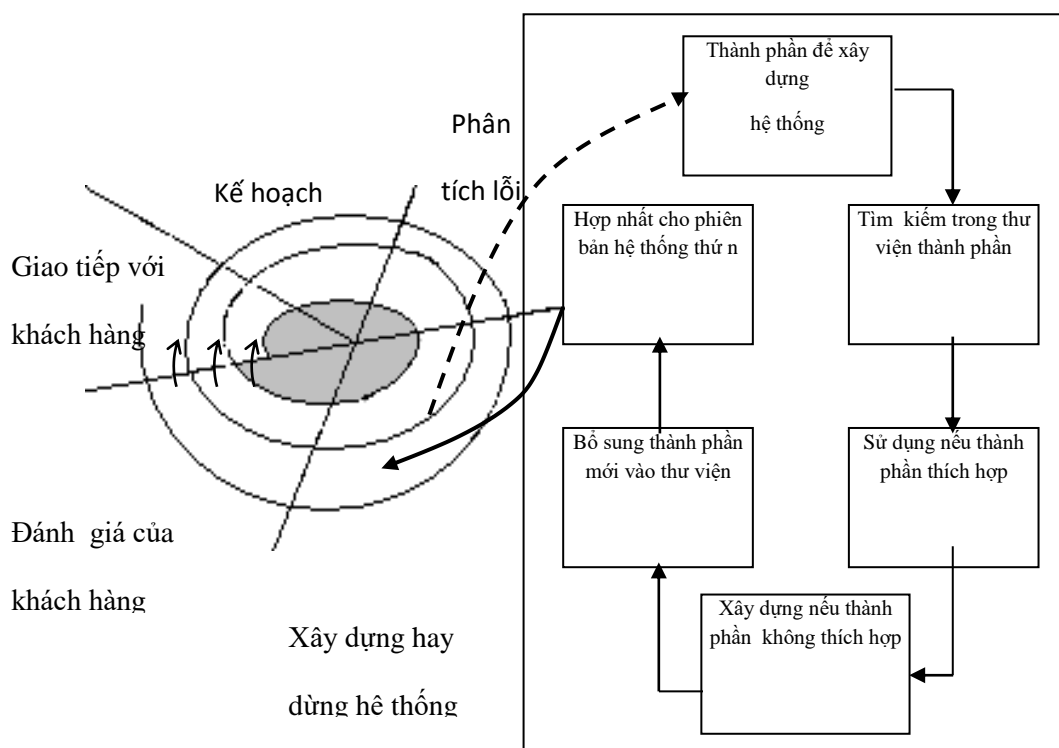 Thành phần để xây
dựng
hệ thống
Phân
tích lỗi
Kế hoạch
Hợp nhất cho phiên
bản hệ thống thứ n
Tìm kiếm trong thư
viện thành phần
Giao tiếp với
khách hàng
Bổ sung thành phần
mới vào thư viện
Sử dụng nếu thành
phần thích hợp
Đánh giá của
khách hàng
Xây dựng nếu thành
phần không thích hợp
Xây dựng hay
dừng hê thống